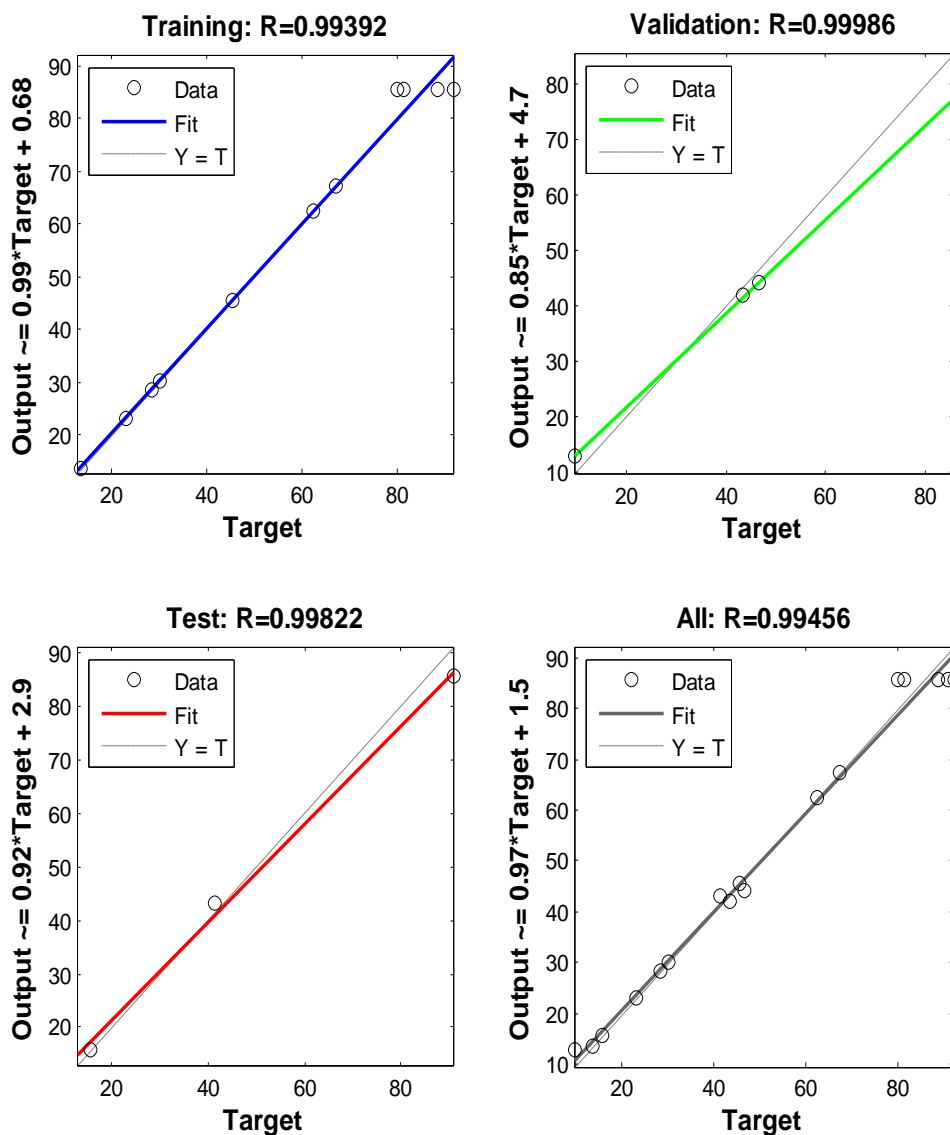 Training: R=0.99392
Output ~= 0.99*Target + 0.68
90
80
70
60
50
40
30
20
Data
Fit
Y = T
20
40
60
80
Target
Validation: R=0.99986
Output ~= 0.85*Target + 4.7
80
70
60
50
40
30
20
10
Data
Fit
Y = T
20
40
60
80
Target
Test: R=0.99822
Output ~= 0.92*Target + 2.9
90
80
70
60
50
40
30
20
Data
Fit
Y = T
20
40
60
80
Target
All: R=0.99456
Output ~= 0.97*Target + 1.5
90
80
70
60
50
40
30
20
10
Data
Fit
Y = T
20
40
60
80
Target